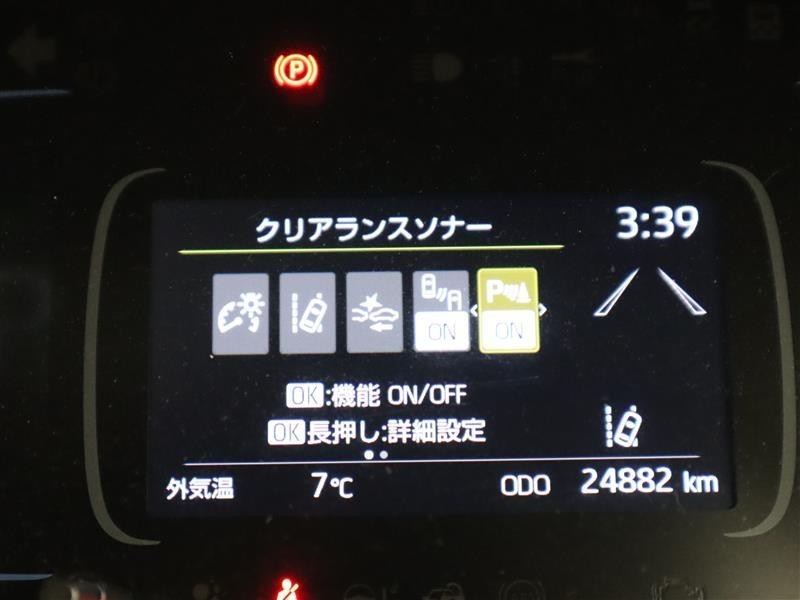 P
クリアランスソナー 3:39
P
ON ON
OK:機能 ON/OFF
OK長押し:詳細設定
外気温 7℃ ODO 24882 km